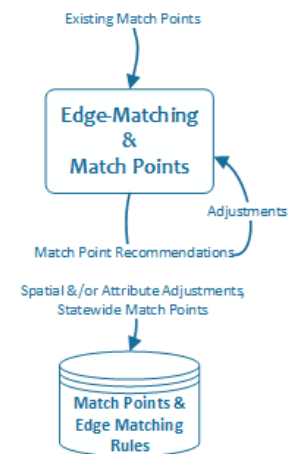 Existing Match Points
Edge-Matching
&
Match Points
Adjustments
Match Point Recommendations
Spatial &/or Attribute Adjustments,
Statewide Match Points
Match Points &
Edge Matching
Rules